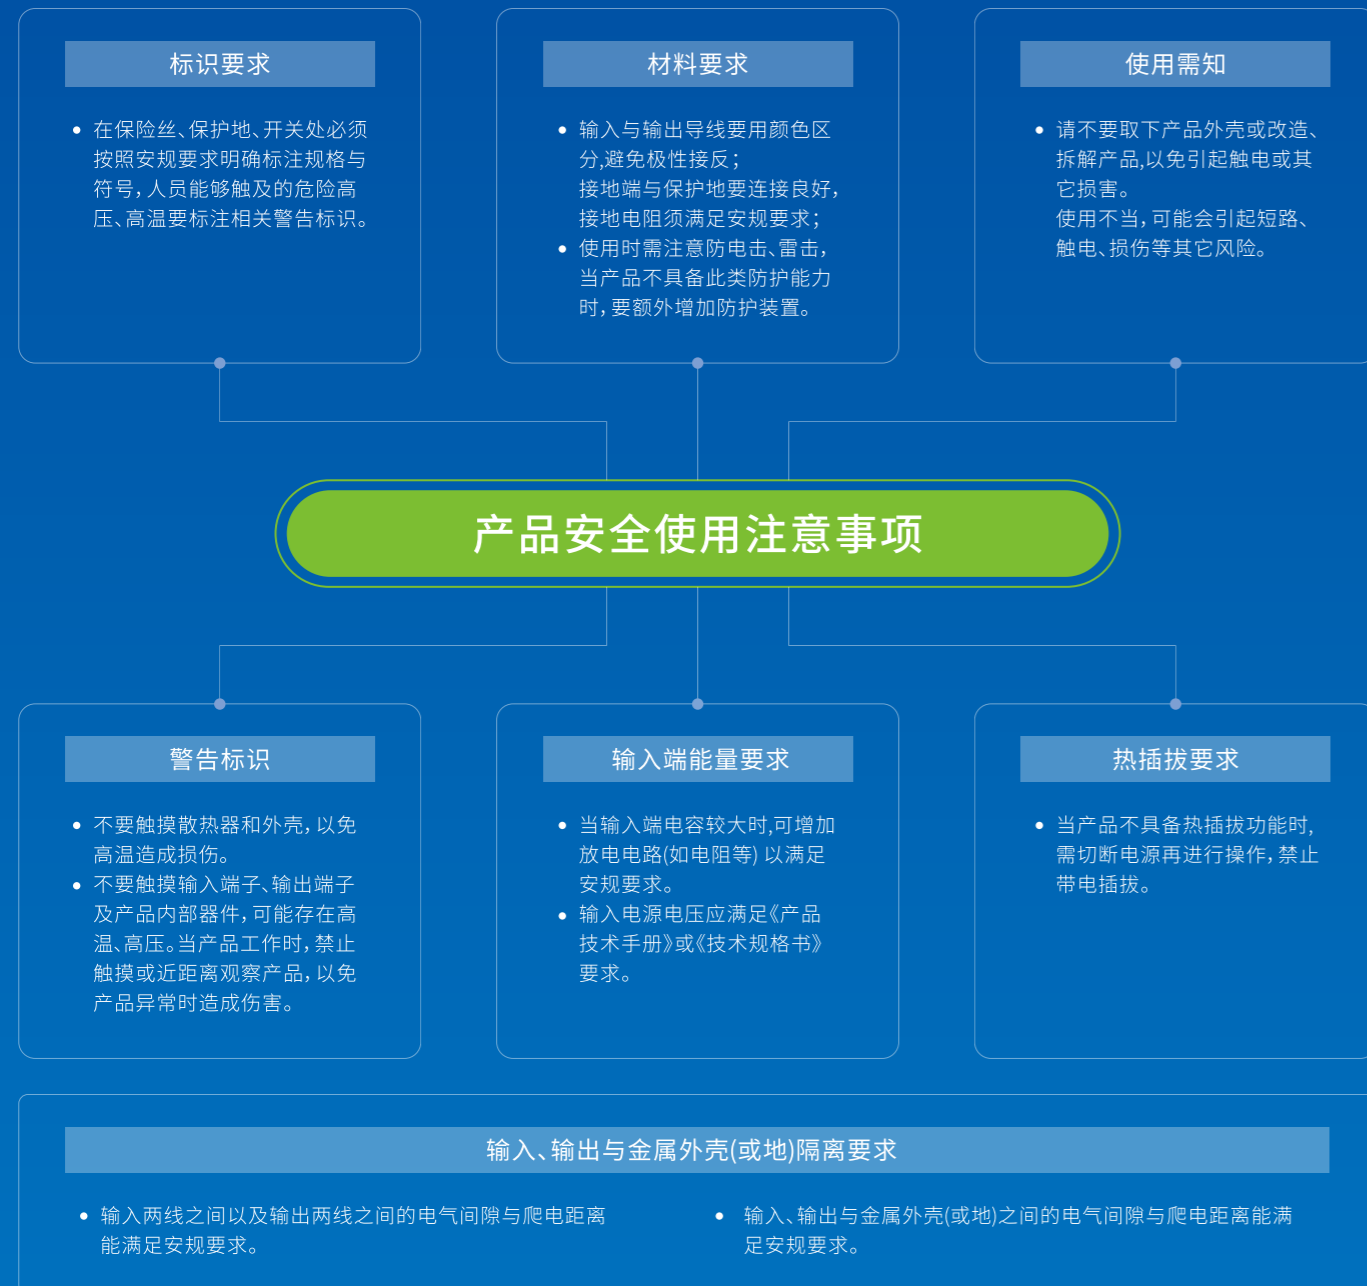 标识要求
在保险丝、保护地、开关处必须
按照安规要求明确标注规格与
符号，人员能够触及的危险高
压、高温要标注相关警告标识。
材料要求
输入与输出导线要用颜色区
分,避免极性接反；
接地端与保护地要连接良好，
接地电阻须满足安规要求；
使用时需注意防电击、雷击，
当产品不具备此类防护能力
时，要额外增加防护装置。
使用需知
请不要取下产品外壳或改造、
拆解产品,以免引起触电或其
它损害。
使用不当，可能会引起短路、
触电、损伤等其它风险。
产品安全使用注意事项
警告标识
不要触摸散热器和外壳，以免
高温造成损伤。
不要触摸输入端子、输出端子
及产品内部器件，可能存在高
温、高压。当产品工作时，禁止
触摸或近距离观察产品，以免
产品异常时造成伤害。
输入端能量要求
当输入端电容较大时,可增加
放电电路(如电阻等) 以满足
安规要求。
输入电源电压应满足《产品
技术手册》或《技术规格书》
要求。
热插拔要求
当产品不具备热插拔功能时,
需切断电源再进行操作，禁止
带电插拔。
输入、输出与金属外壳(或地)隔离要求
输入两线之间以及输出两线之间的电气间隙与爬电距离
能满足安规要求。
输入、输出与金属外壳(或地)之间的电气间隙与爬电距离能满
足安规要求。